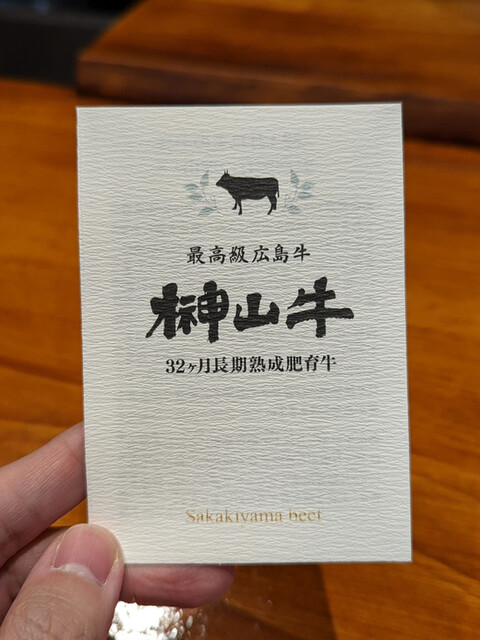 最高級広島牛
榊山牛
32ヶ月長期熟成肥育牛
Sakakiyama beef